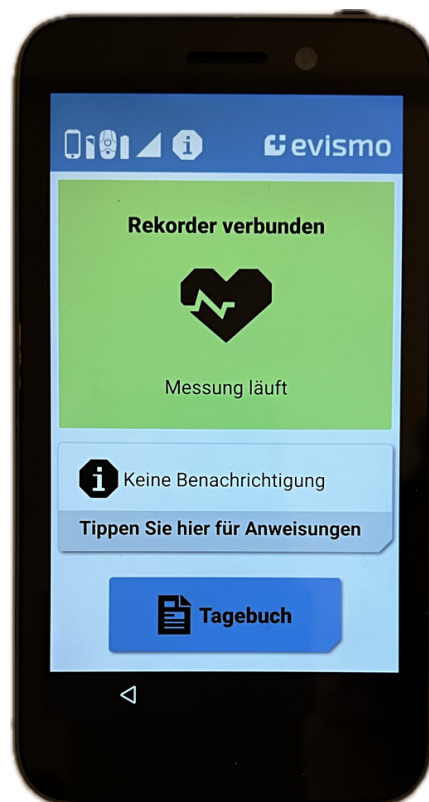 evismo
Rekorder verbunden
Messung läuft
Keine Benachrichtigung
Tippen Sie hier für Anweisungen
Tagebuch